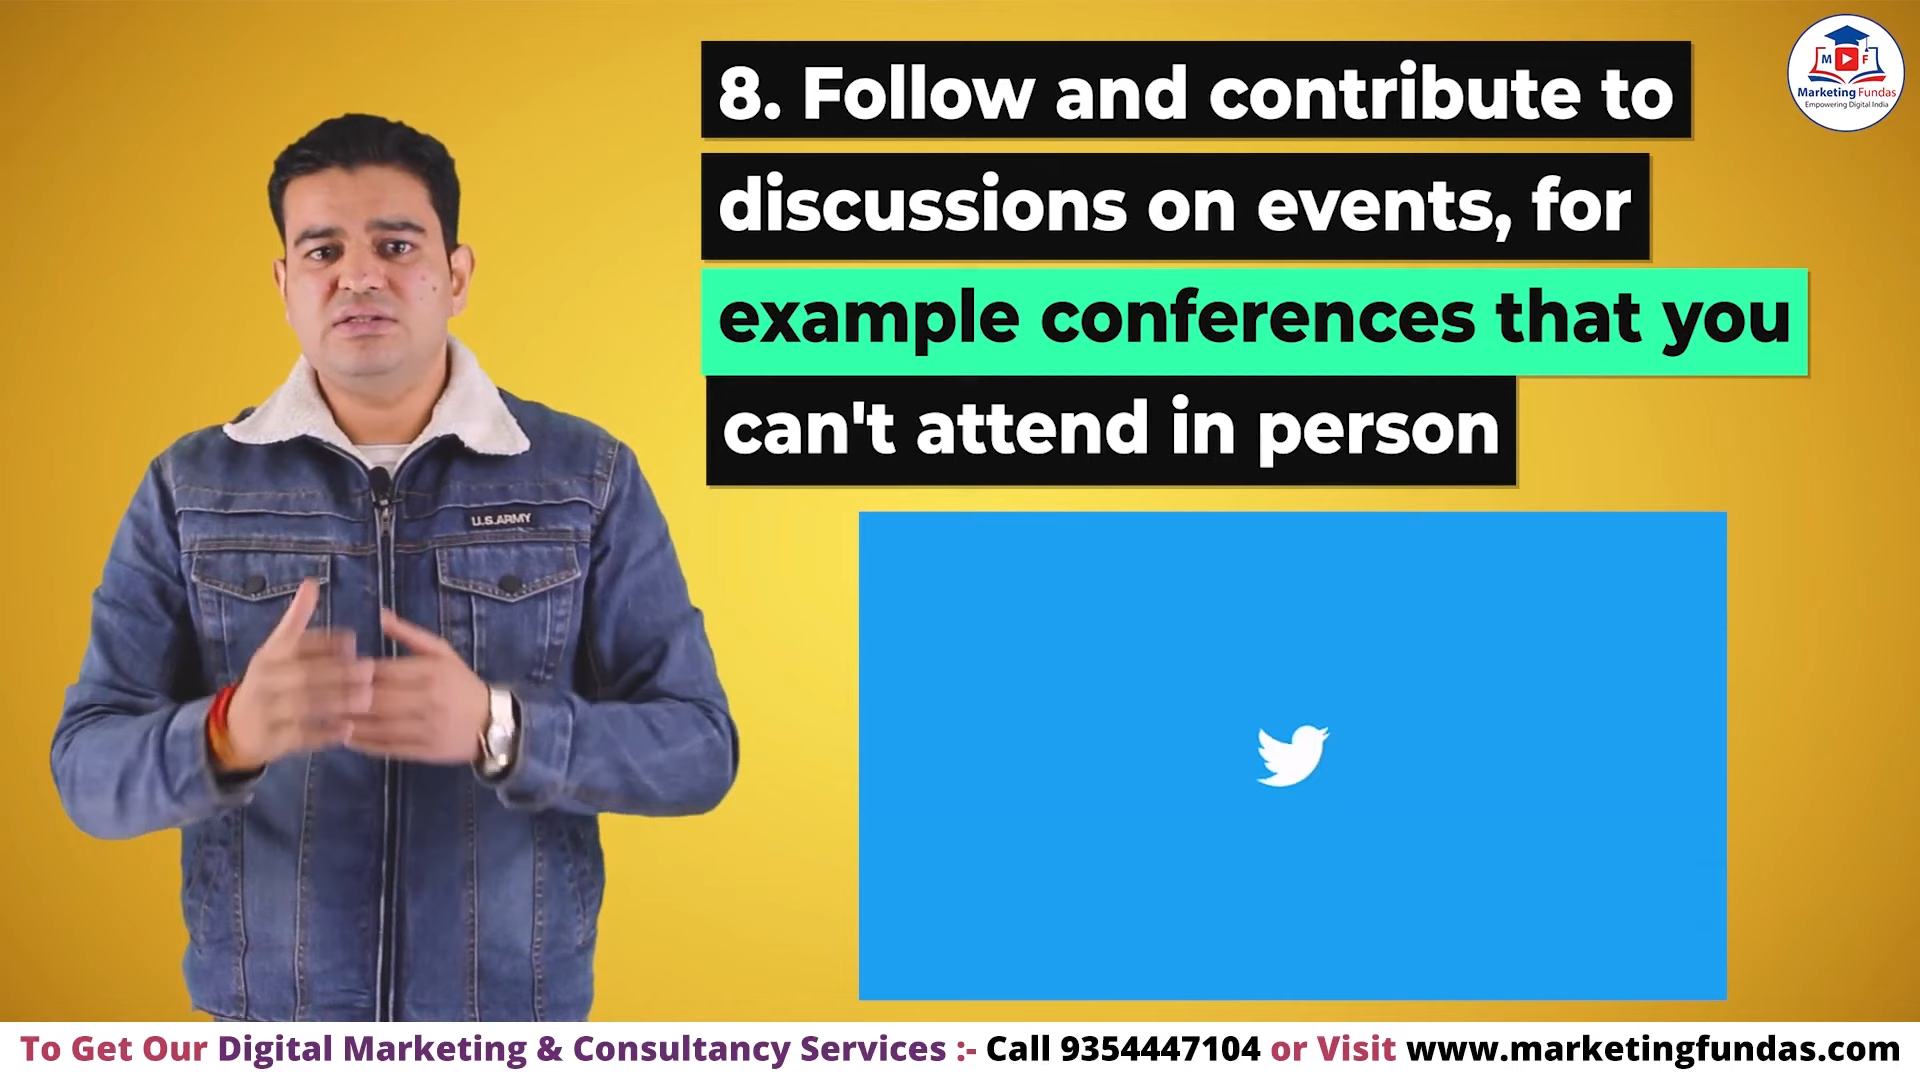 8. Follow and contribute to
discussions on events, for
example conferences that you
can't attend in person
M F
Marketing Fundas
Empowering Digital India
U.S.ARMY
To Get Our Digital Marketing & Consultancy Services :- Call 9354447104 or Visit www.marketingfundas.com